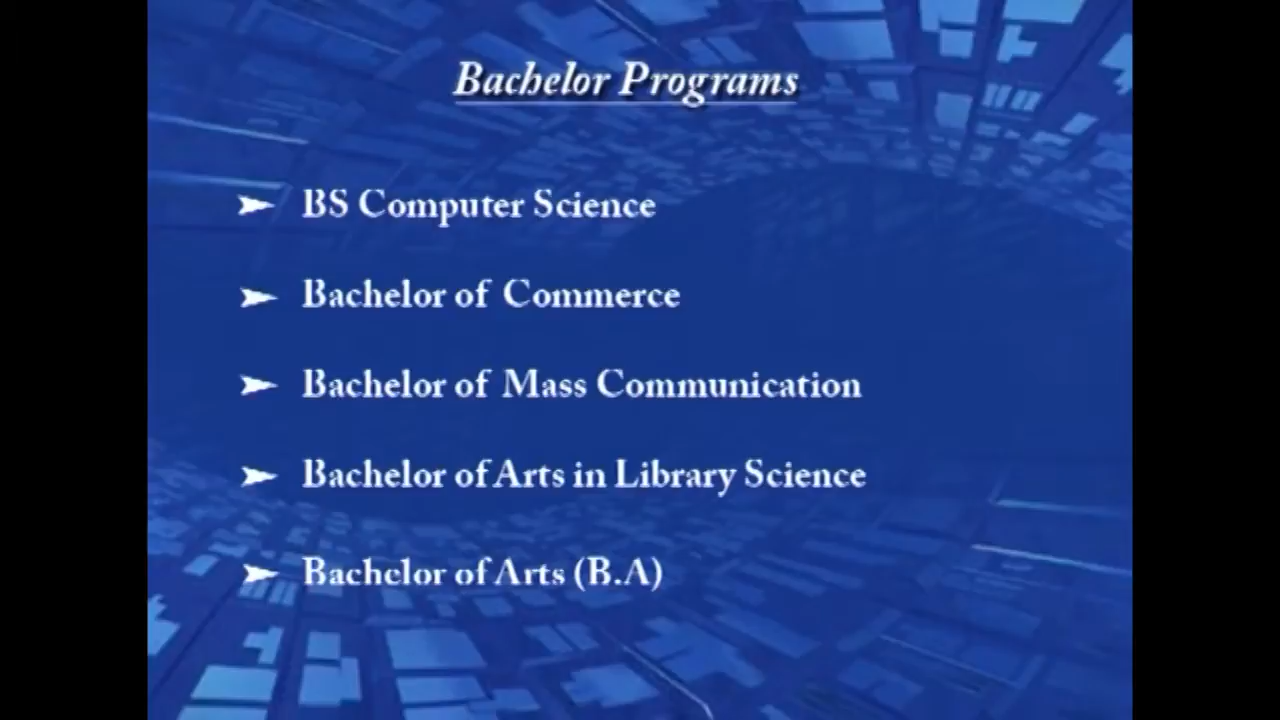 Bachelor Programs
BS Computer Science
Bachelor of Commerce
Bachelor of Mass Communication
Bachelor of Arts in Library Science
Bachelor of Arts (B.A)